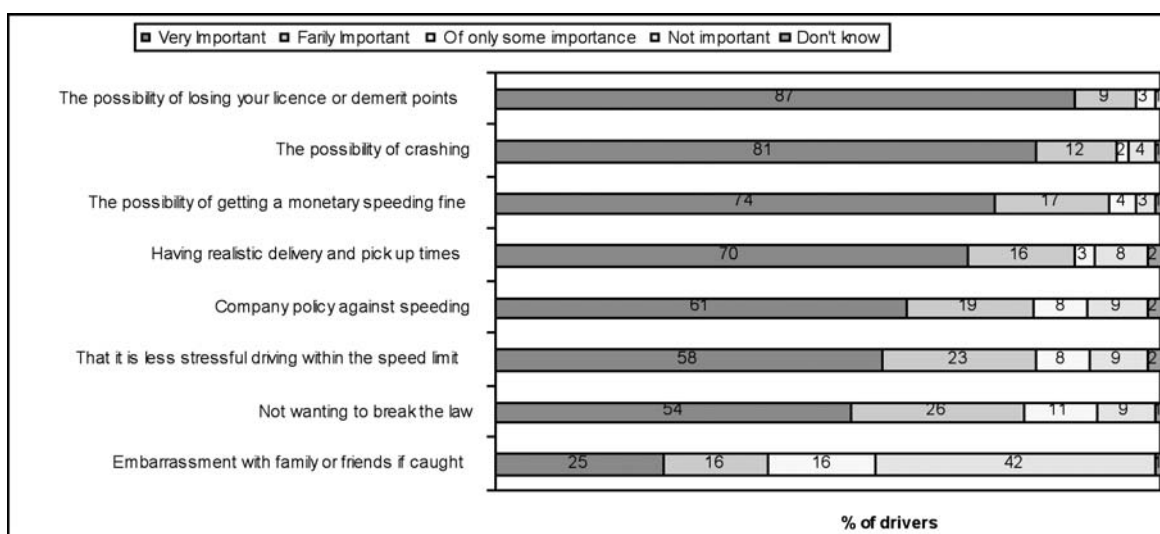 Very Important Farily Important Of only some importance Not important Don't know
The possibility of losing your licence or demerit points 87 9 3
The possibility of crashing 81 12 2 4 1
The possibility of getting a monetary speeding fine 74 17 4 3 1
Having realistic delivery and pick up times 70 16 3 8 2
Company policy against speeding 61 19 8 9 2
That it is less stressful driving within the speed limit 58 23 8 9 2
Not wanting to break the law 54 26 11 9 1
Embarrassment with family or friends if caught 25 16 16 42 1
% of drivers